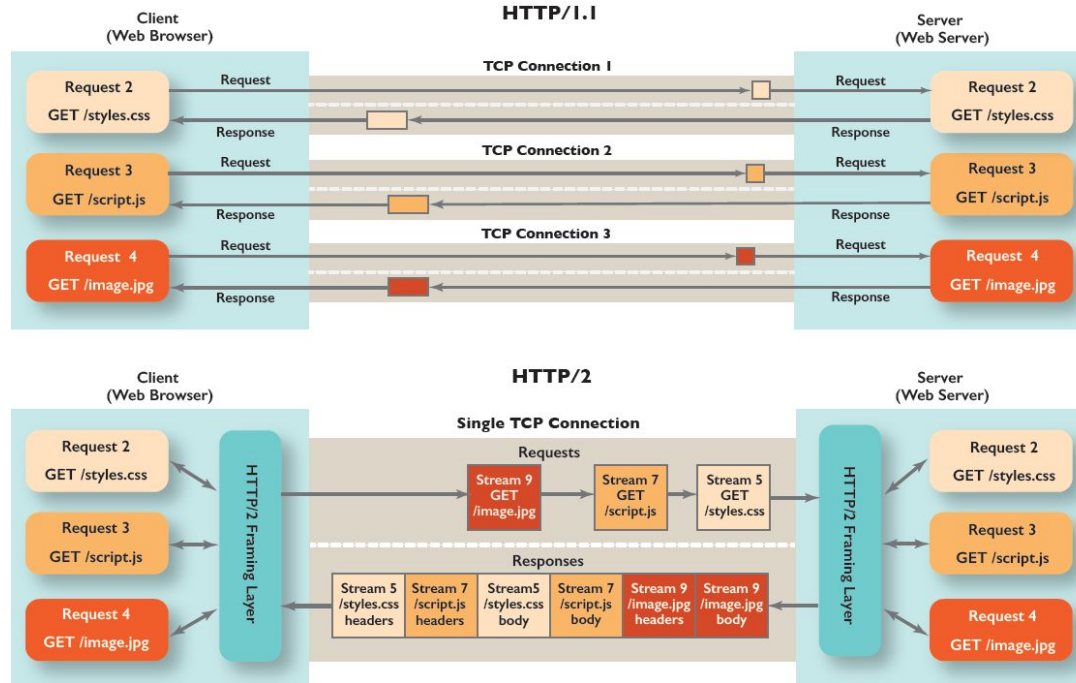 HTTP/1.1
Client
(Web Browser)
Server
(Web Server)
TCP Connection 1
Request 2
GET /styles.css
Request
Request
Response
Response
Request 2
GET /styles.css
TCP Connection 2
Request 3
GET /script.js
Request
Request
Response
Response
Request 3
GET /script.js
TCP Connection 3
Request 4
GET /image.jpg
Request
Request
Response
Response
Request 4
GET /image.jpg
HTTP/2
Client
(Web Browser)
Server
(Web Server)
Single TCP Connection
Request 2
GET /styles.css
Request 3
GET /script.js
Request 4
GET /image.jpg
HTTP/2 Framing Layer
Requests
Stream 9
GET
/image.jpg
Stream 7
GET
/script.js
Stream 5
GET
/styles.css
Responses
Stream 5
/styles.css
headers
Stream 7
/script.js
headers
Stream5
/styles.css
body
Stream 7
/script.js
body
Stream 9
/image.jpg
headers
Stream 9
/image.jpg
body
HTTP/2 Framing Layer
Request 2
GET /styles.css
Request 3
GET /script.js
Request 4
GET /image.jpg